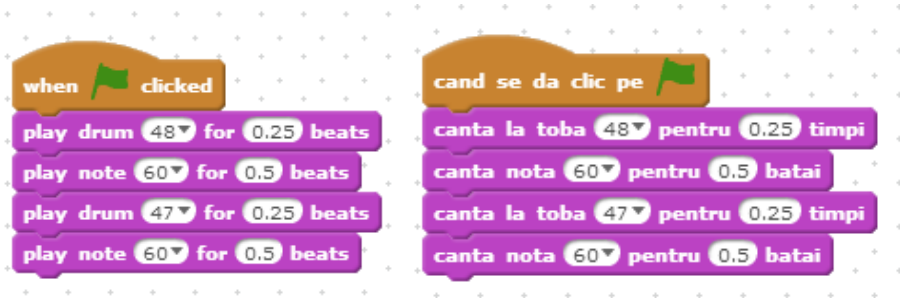 when clicked
play drum 48 for 0.25 beats
play note 60 for 0.5 beats
play drum 47 for 0.25 beats
play note 60 for 0.5 beats
cand se da clic pe
canta la toba 48 pentru 0.25 timpi
canta nota 60 pentru 0.5 batai
canta la toba 47 pentru 0.25 timpi
canta nota 60 pentru 0.5 batai